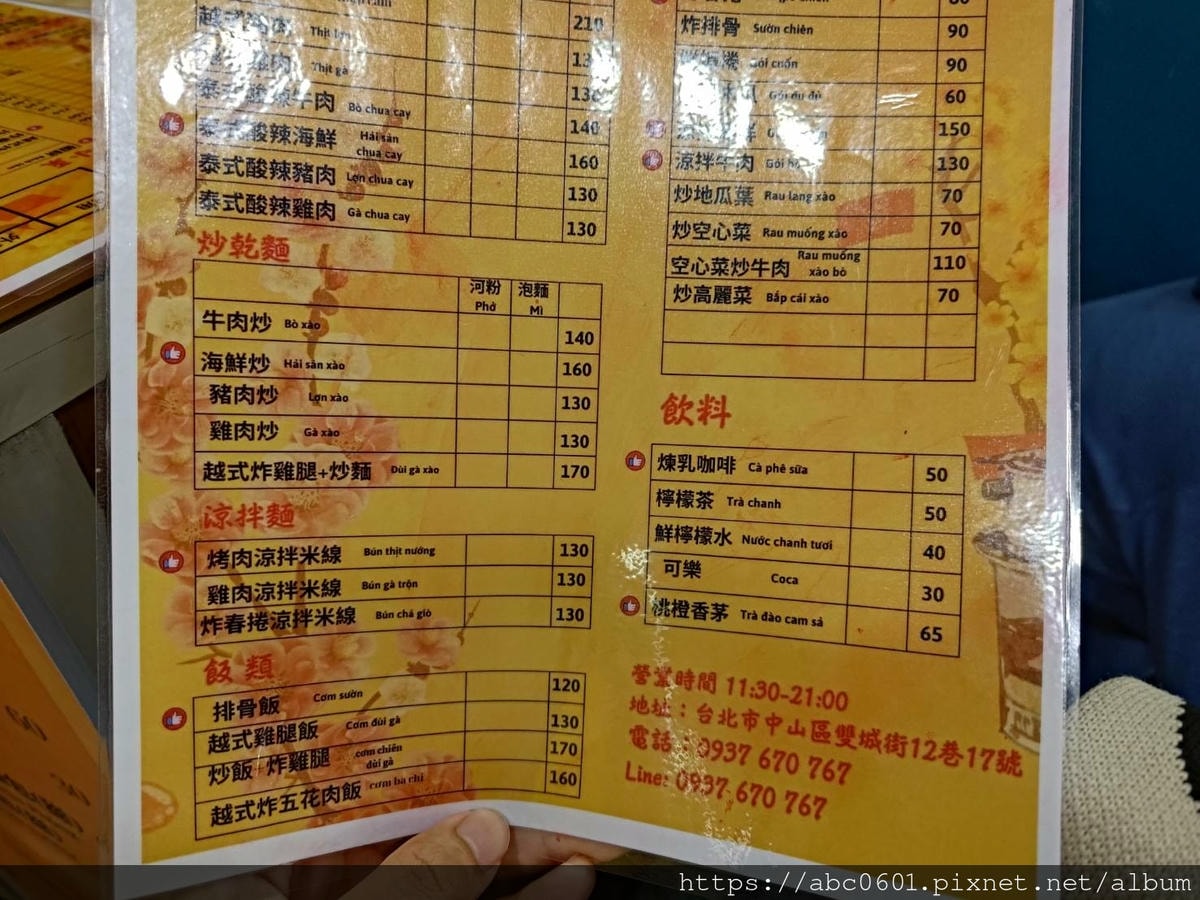 210
Thịt gà
泰式酸辣牛肉 Bò chua cay
泰式酸辣海鮮 Hải sản chua cay 140
泰式酸辣豬肉 Lợn chua cay 160
130
泰式酸辣雞肉 Gà chua cay 130
炒乾麵
河粉 泡麵
Phở Mì
牛肉炒 Bò xào 140
海鮮炒 Hải sản xào 160
豬肉炒 Lợn xào 130
雞肉炒 Gà xào 130
越式炸雞腿+炒麵 Dùi gà xào 170
涼拌麵
烤肉涼拌米線 Bún thịt nướng 130
雞肉涼拌米線 Bún gà trộn 130
炸春捲涼拌米線 Bún chả giò 130
飯類
排骨飯 Cơm sườn 120
越式雞腿飯 Cơm đùi gà 130
炒飯+炸雞腿 cơm chiên đùi gà 170
越式炸五花肉飯 cơm ba chỉ 160
炸排骨 Sườn chiên 90
Gỏi cuốn 90
Gỏi đu đủ 60
150
涼拌牛肉 130
炒地瓜葉 Rau lang xào 70
炒空心菜 Rau muống xào 70
空心菜炒牛肉 Rau muống xào bò 110
炒高麗菜 Bắp cải xào 70
飲料
煉乳咖啡 Cà phê sữa 50
檸檬茶 Trà chanh 50
鮮檸檬水 Nước chanh tươi 40
可樂 Coca 30
桃橙香茅 Trà đào cam sả 65
營業時間 11:30-21:00
地址：台北市中山區雙城街12巷17號
電話：0937 670 767
Line: 0937 670 767
https://abc0601.pixnet.net/album